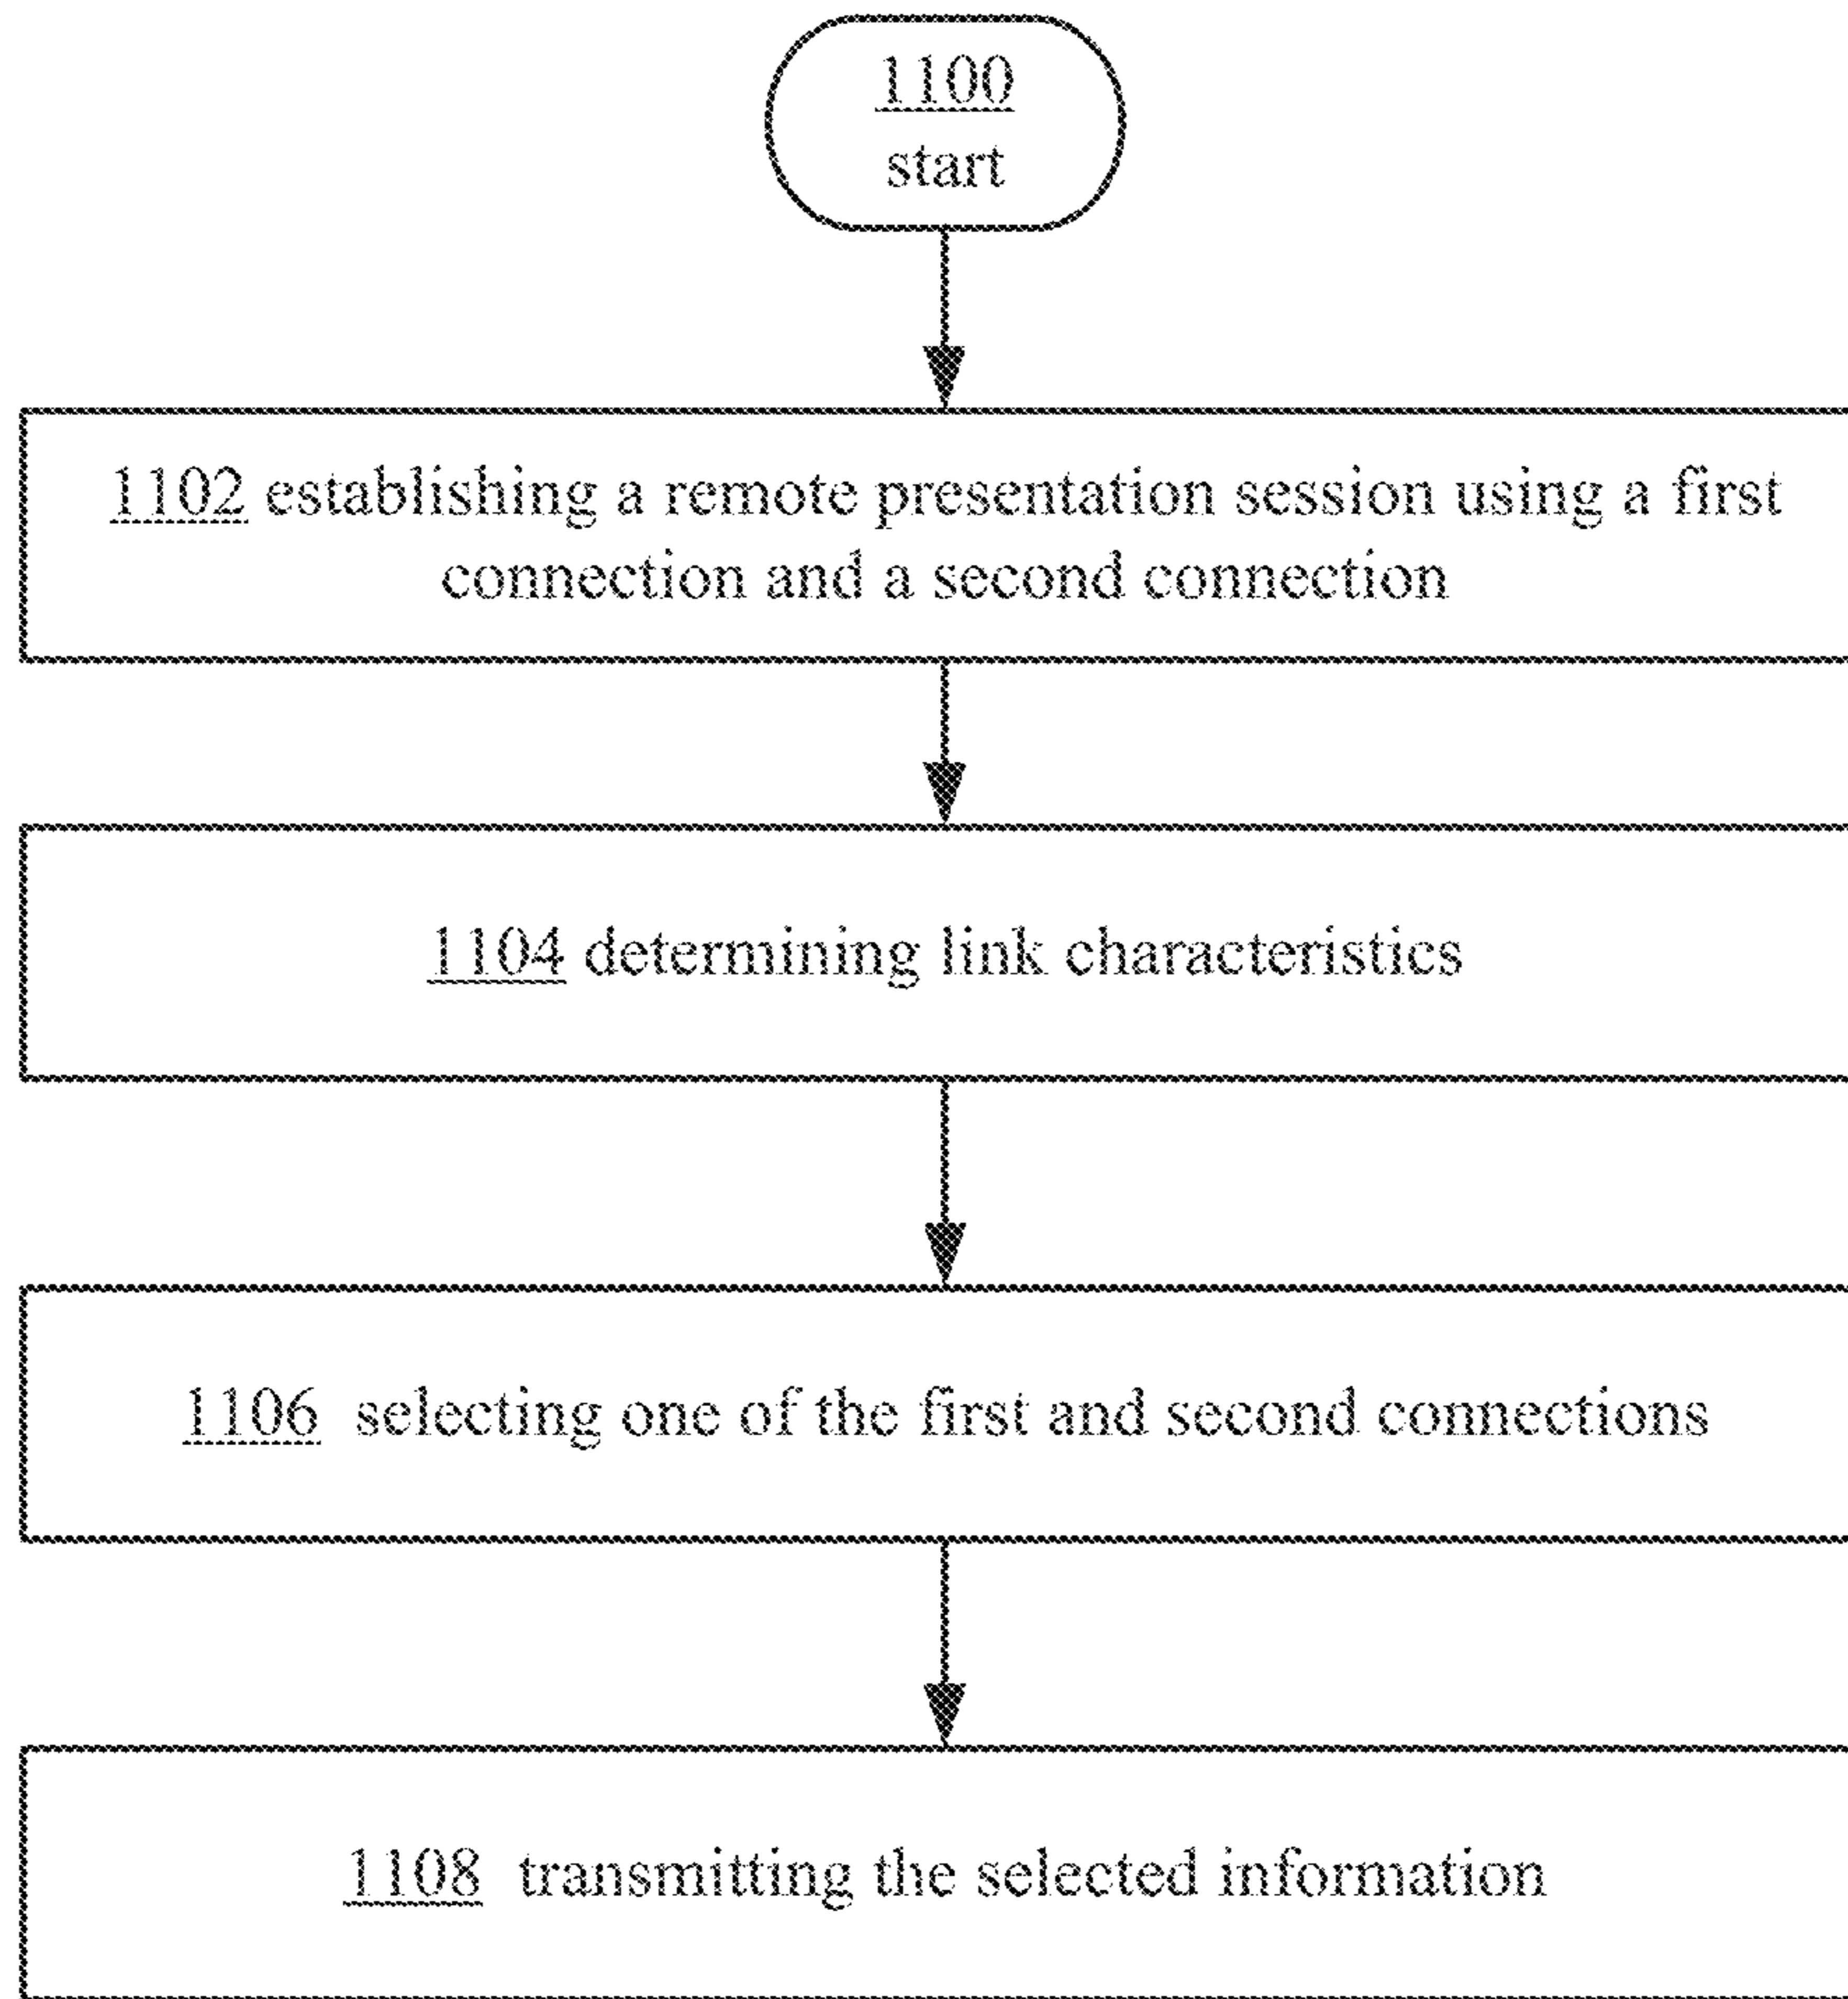 1100
start
1102 establishing a remote presentation session using a first
connection and a second connection
1104 determining link characteristics
1106 selecting one of the first and second connections
1108 transmitting the selected information